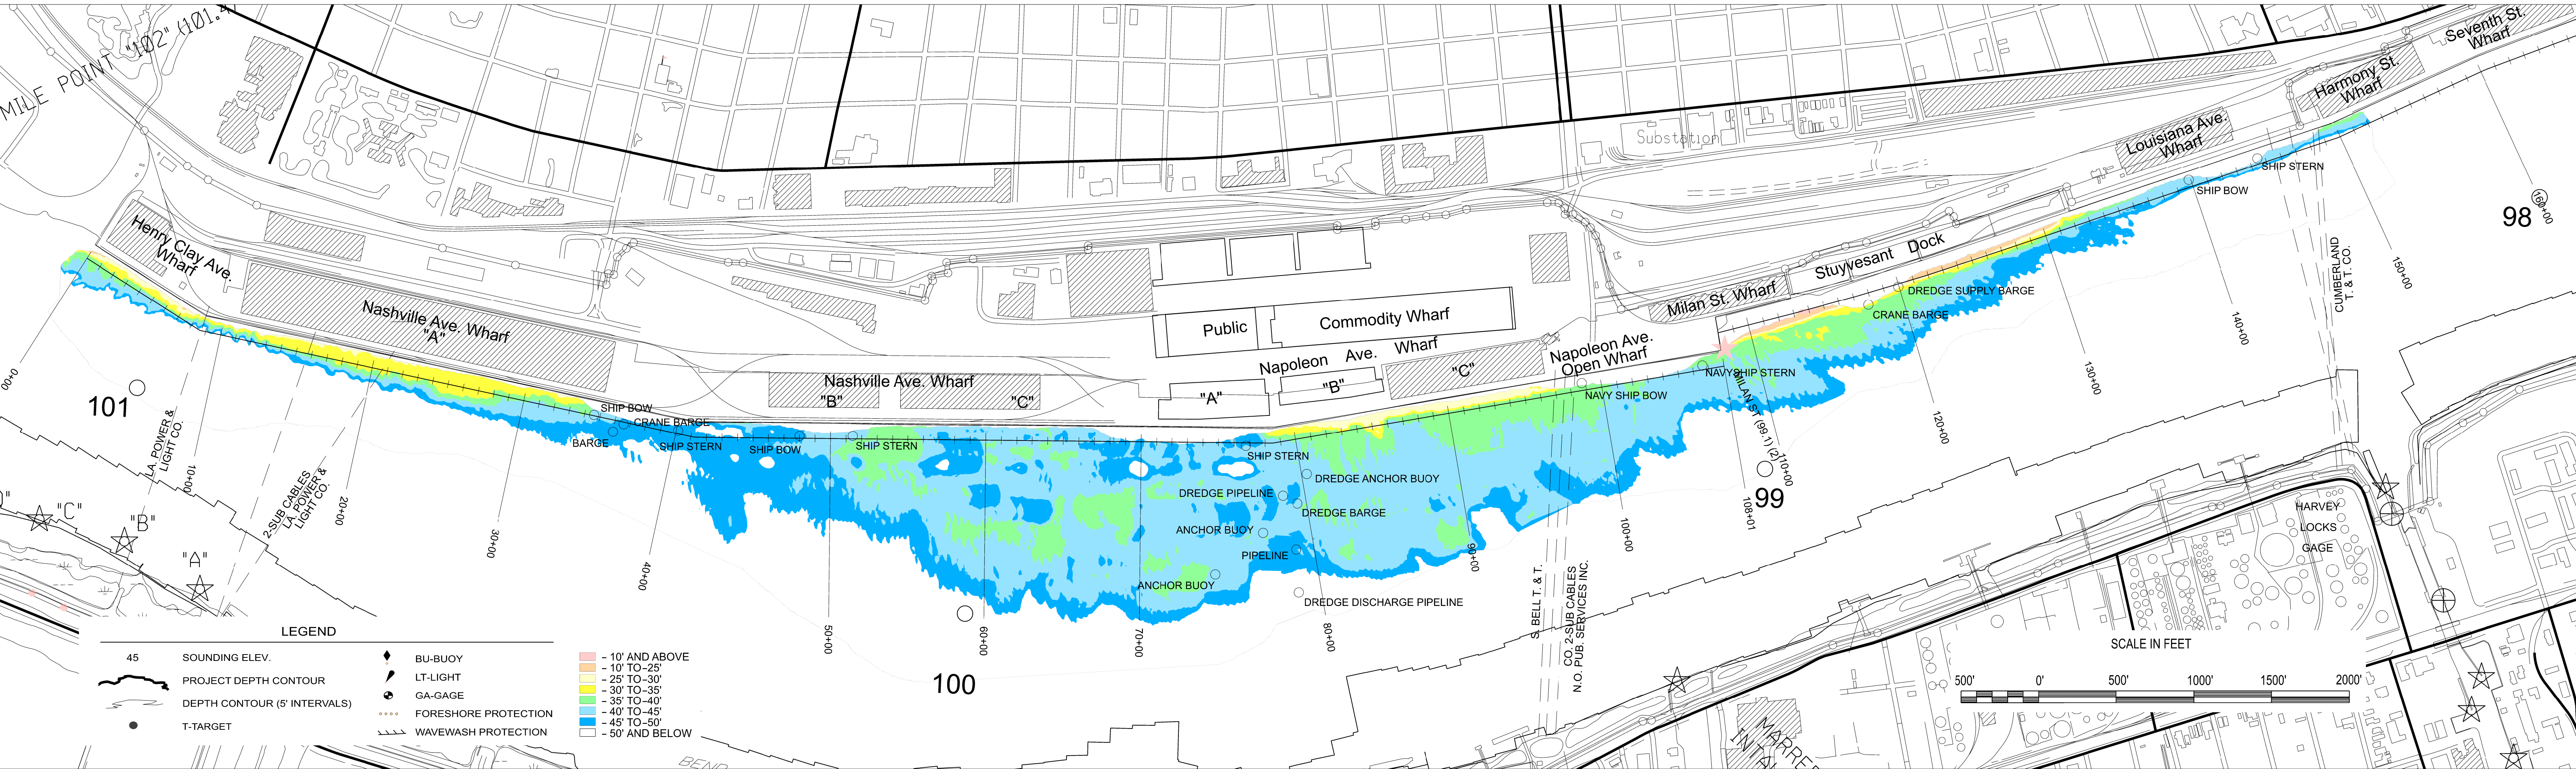 MILE POINT "102" (101.4
Seventh St.
Wharf
Harmony St.
Wharf
Louisiana Ave.
Wharf
Substation
SHIP STERN
SHIP BOW
98
160+00
150+00
CUMBERLAND
T. & T. CO.
Henry Clay Ave.
Wharf
Nashville Ave. Wharf
"A"
Stuyvesant Dock
Milan St. Wharf
Public
Commodity Wharf
Napoleon Ave. Wharf
"A"
"B"
"C"
Napoleon Ave.
Open Wharf
Nashville Ave. Wharf
"B"
"C"
DREDGE SUPPLY BARGE
CRANE BARGE
NAVY SHIP STERN
NAVY SHIP BOW
MILAN ST (99.1) (2)
140+00
130+00
120+00
110+00
108+01
99
0+00
101
LA. POWER &
LIGHT CO.
10+00
2-SUB CABLES
LA. POWER &
LIGHT CO.
20+00
30+00
40+00
SHIP BOW
CRANE BARGE
BARGE
SHIP STERN
SHIP BOW
SHIP STERN
SHIP STERN
DREDGE ANCHOR BUOY
DREDGE PIPELINE
DREDGE BARGE
ANCHOR BUOY
PIPELINE
ANCHOR BUOY
DREDGE DISCHARGE PIPELINE
50+00
60+00
70+00
80+00
90+00
100+00
100
S. BELL T. & T.
CO. 2-SUB CABLES
N.O. PUB. SERVICES INC.
"C"
"B"
"A"
HARVEY
LOCKS
GAGE
LEGEND
45 SOUNDING ELEV.
PROJECT DEPTH CONTOUR
DEPTH CONTOUR (5' INTERVALS)
T-TARGET
BU-BUOY
LT-LIGHT
GA-GAGE
FORESHORE PROTECTION
WAVEWASH PROTECTION
- 10' AND ABOVE
- 10' TO-25'
- 25' TO-30'
- 30' TO-35'
- 35' TO-40'
- 40' TO-45'
- 45' TO-50'
- 50' AND BELOW
SCALE IN FEET
500' 0' 500' 1000' 1500' 2000'